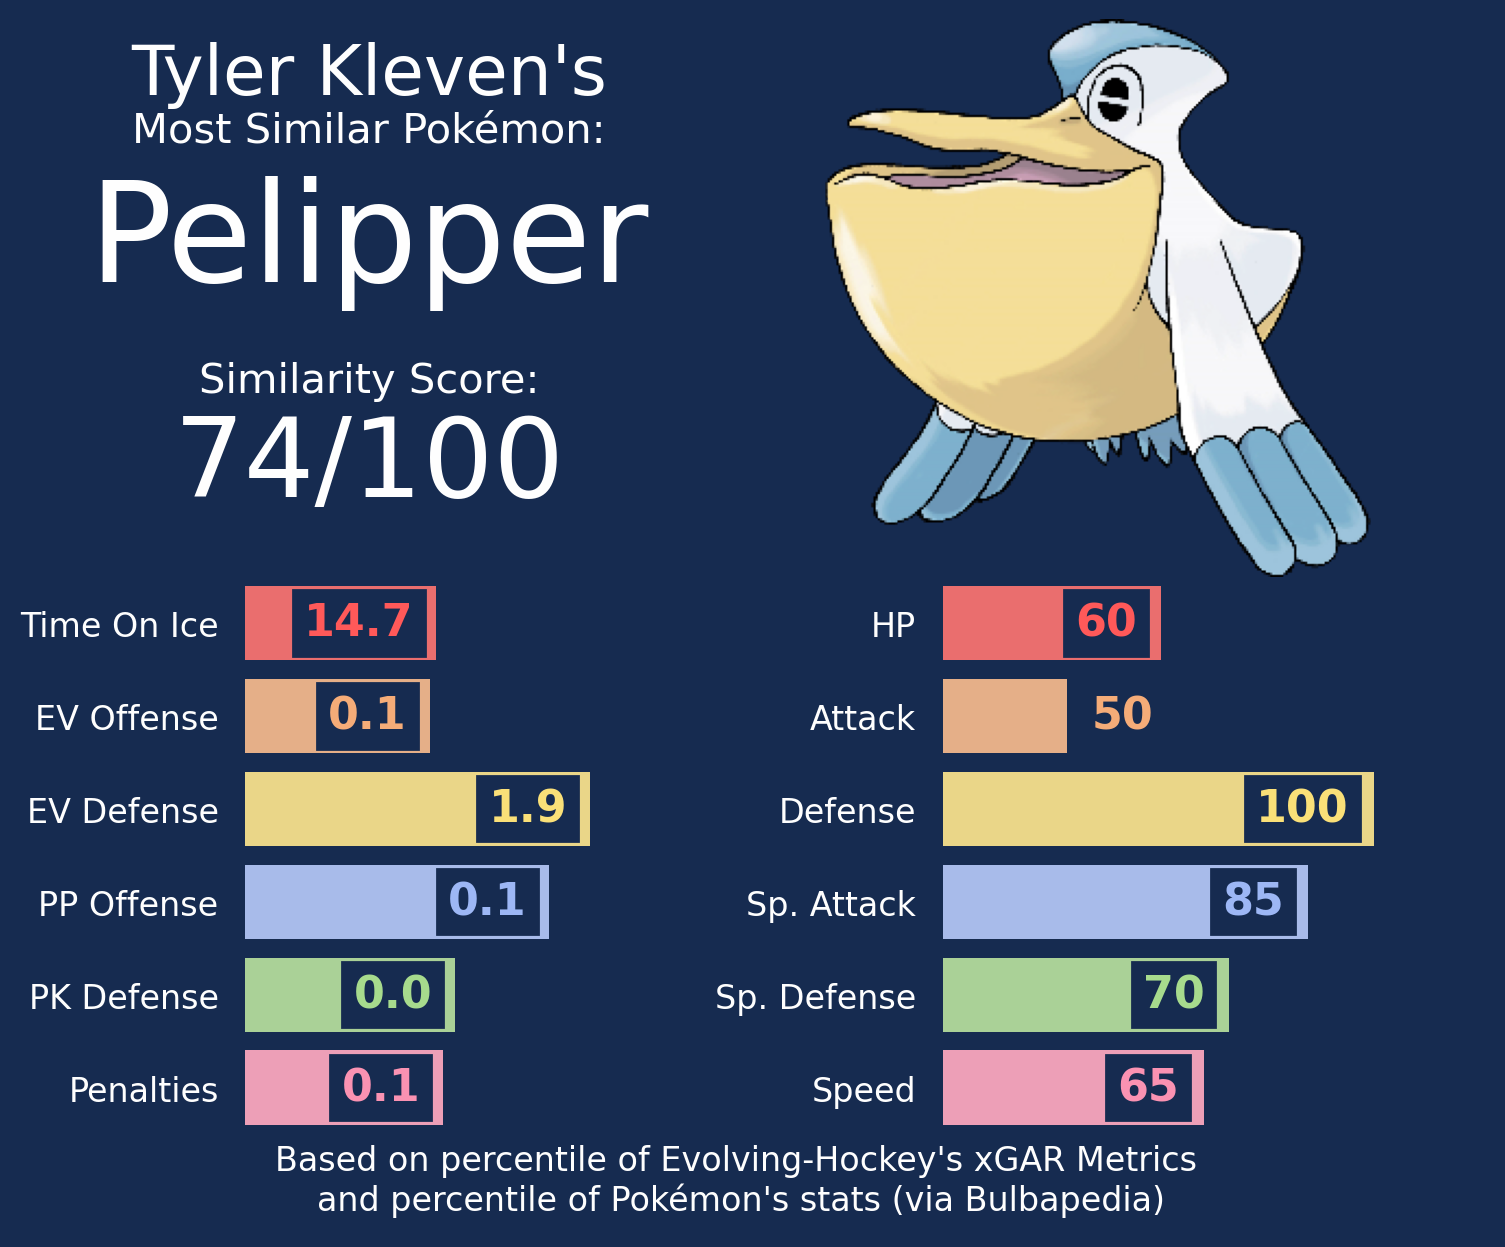 Tyler Kleven's
Most Similar Pokémon:
Pelipper
Similarity Score:
74/100
Time On Ice 14.7
EV Offense 0.1
EV Defense 1.9
PP Offense 0.1
PK Defense 0.0
Penalties 0.1
HP 60
Attack 50
Defense 100
Sp. Attack 85
Sp. Defense 70
Speed 65
Based on percentile of Evolving-Hockey's xGAR Metrics
and percentile of Pokémon's stats (via Bulbapedia)